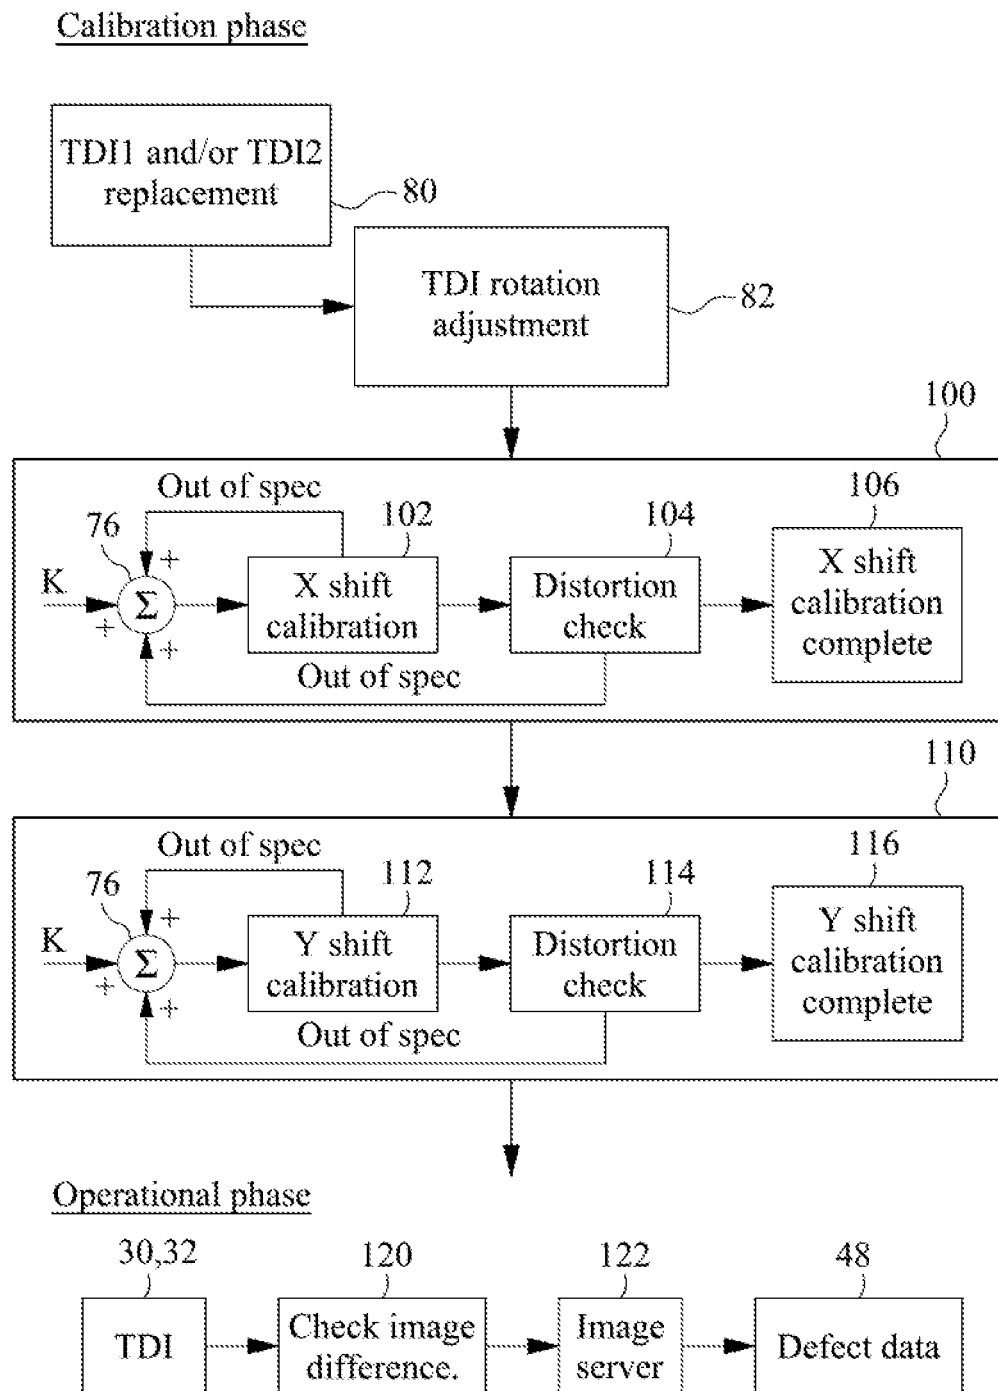 Calibration phase
TDI1 and/or TDI2
replacement
80
TDI rotation
adjustment
82
100
Out of spec
76
102
104
106
K
+
+
+
Σ
X shift
calibration
Distortion
check
X shift
calibration
complete
Out of spec
110
Out of spec
76
112
114
116
K
+
+
+
Σ
Y shift
calibration
Distortion
check
Y shift
calibration
complete
Out of spec
Operational phase
30,32
120
122
48
TDI
Check image
difference.
Image
server
Defect data